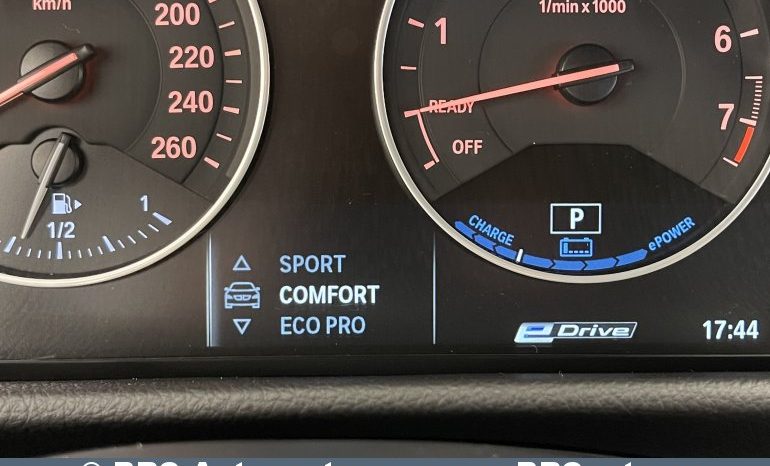 km/h
200
220
240
260
1/2
1
1/min x 1000
1
READY
OFF
6
7
P
CHARGE
ePOWER
SPORT
COMFORT
ECO PRO
eDrive
17:44